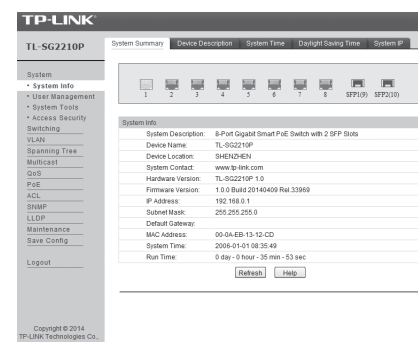 TP-LINK®
TL-SG2210P
System Summary Device Description System Time Daylight Saving Time System IP
System
• System Info
• User Management
• System Tools
• Access Security
Switching
VLAN
Spanning Tree
Multicast
QoS
PoE
ACL
SNMP
LLDP
Maintenance
Save Config
Logout
Copyright © 2014
TP-LINK Technologies Co.,
1 2 3 4 5 6 7 8 SFP1(9) SFP2(10)
System Info
System Description: 8-Port Gigabit Smart PoE Switch with 2 SFP Slots
Device Name: TL-SG2210P
Device Location: SHENZHEN
System Contact: www.tp-link.com
Hardware Version: TL-SG2210P 1.0
Firmware Version: 1.0.0 Build 20140409 Rel.33969
IP Address: 192.168.0.1
Subnet Mask: 255.255.255.0
Default Gateway:
MAC Address: 00-0A-EB-13-12-CD
System Time: 2006-01-01 08:35:49
Run Time: 0 day - 0 hour - 35 min - 53 sec
Refresh Help